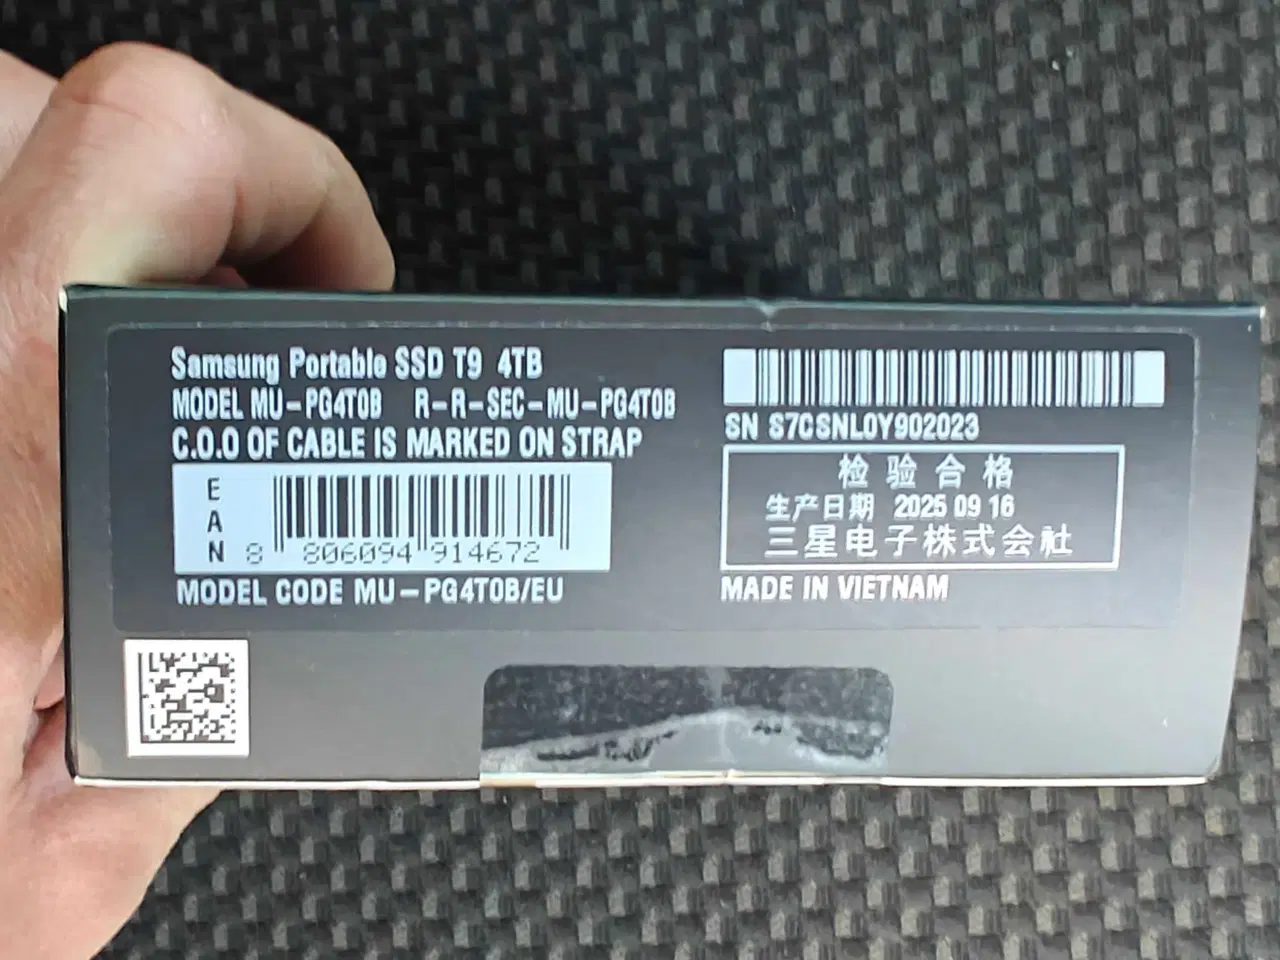 Samsung Portable SSD T9 4TB
MODEL MU-PG4T0B R-R-SEC-MU-PG4T0B
C.O.O OF CABLE IS MARKED ON STRAP
EAN
8 806094 914672
MODEL CODE MU-PG4T0B/EU
SN S7CSNL0Y902023
检验合格
生产日期 2025 09 16
三星电子株式会社
MADE IN VIETNAM